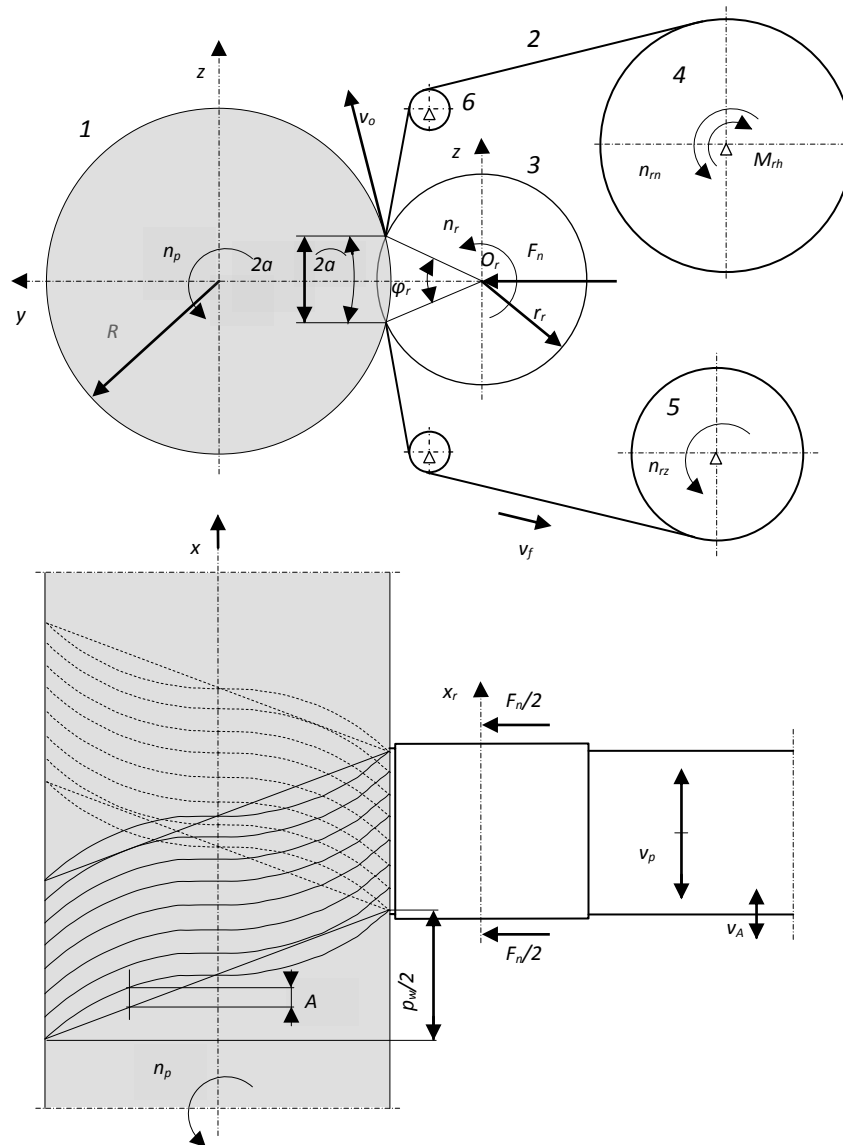 2
z
4
1
6
v_o
z
3
M_rh
n_rn
n_r
n_p
2a
2a
O_r
F_n
φ_r
y
r_r
R
5
n_rz
v_f
x
x_r
F_n/2
v_p
v_A
F_n/2
p_w/2
A
n_p